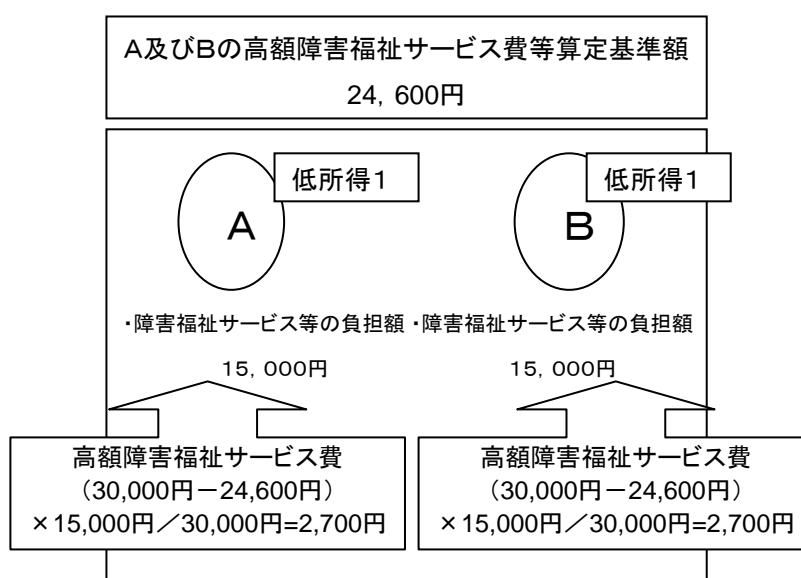 A及びBの高額障害福祉サービス費等算定基準額
24，600円
低所得1
低所得1
A
B
・障害福祉サービス等の負担額
・障害福祉サービス等の負担額
15，000円
15，000円
高額障害福祉サービス費
（30,000円－24,600円）
×15,000円／30,000円=2,700円
高額障害福祉サービス費
（30,000円－24,600円）
×15,000円／30,000円=2,700円